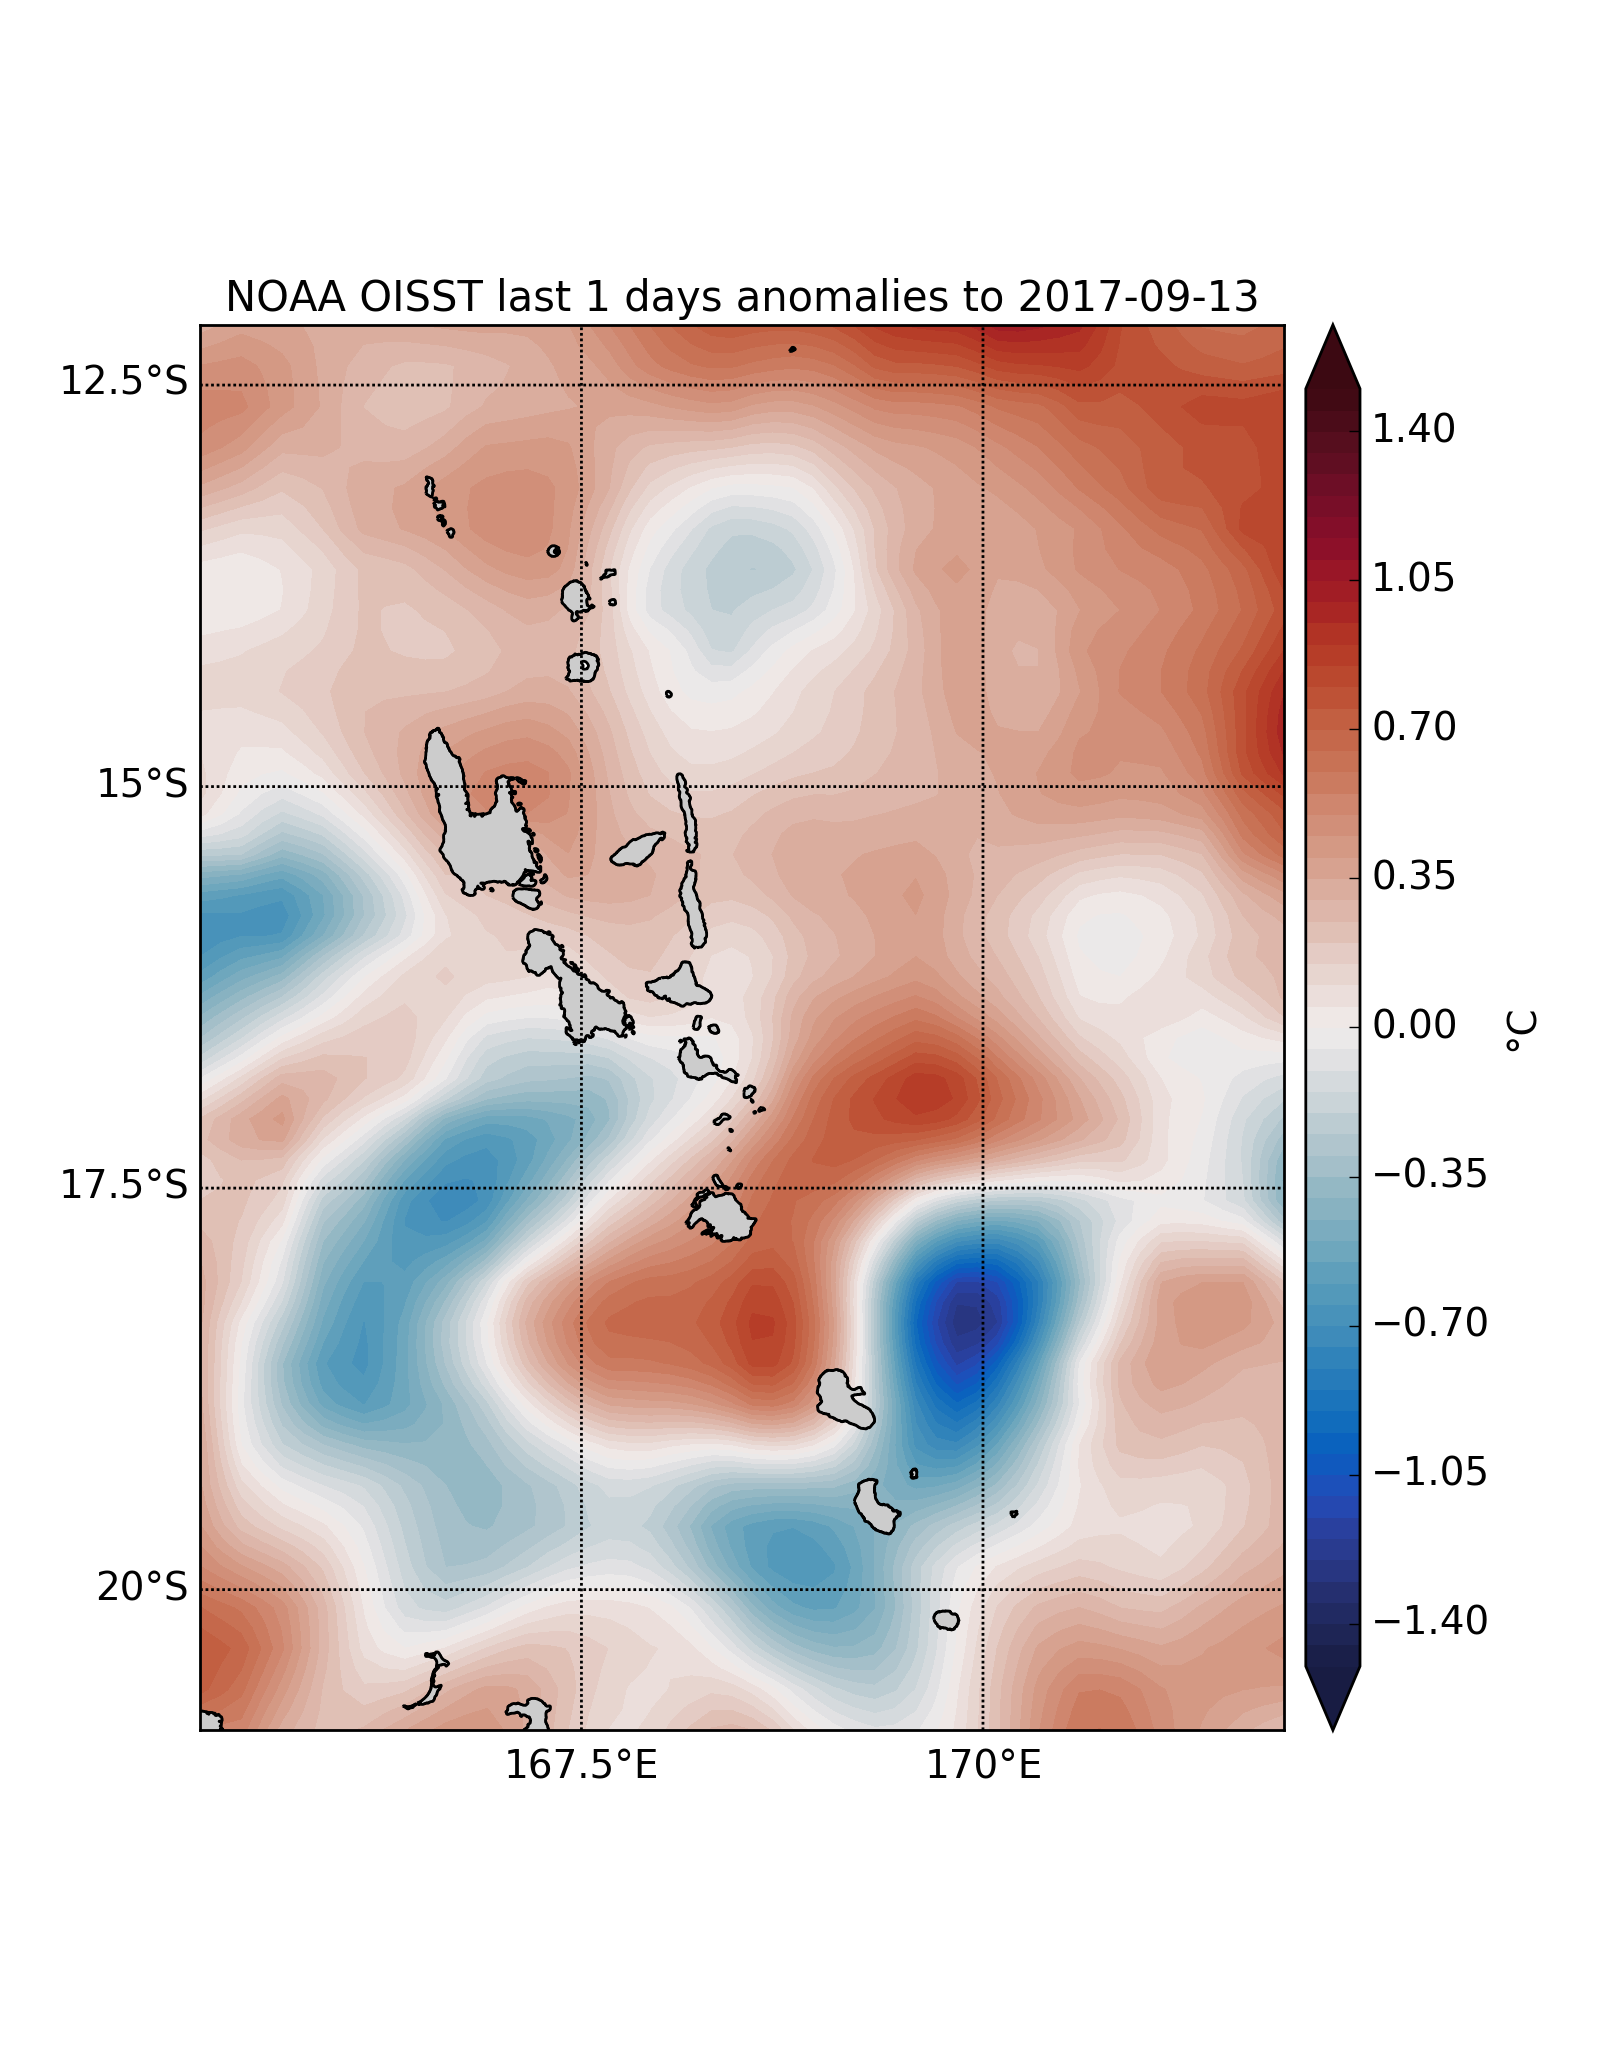 NOAA OISST last 1 days anomalies to 2017-09-13
12.5°S
15°S
17.5°S
20°S
167.5°E
170°E
1.40
1.05
0.70
0.35
0.00
−0.35
−0.70
−1.05
−1.40
°C